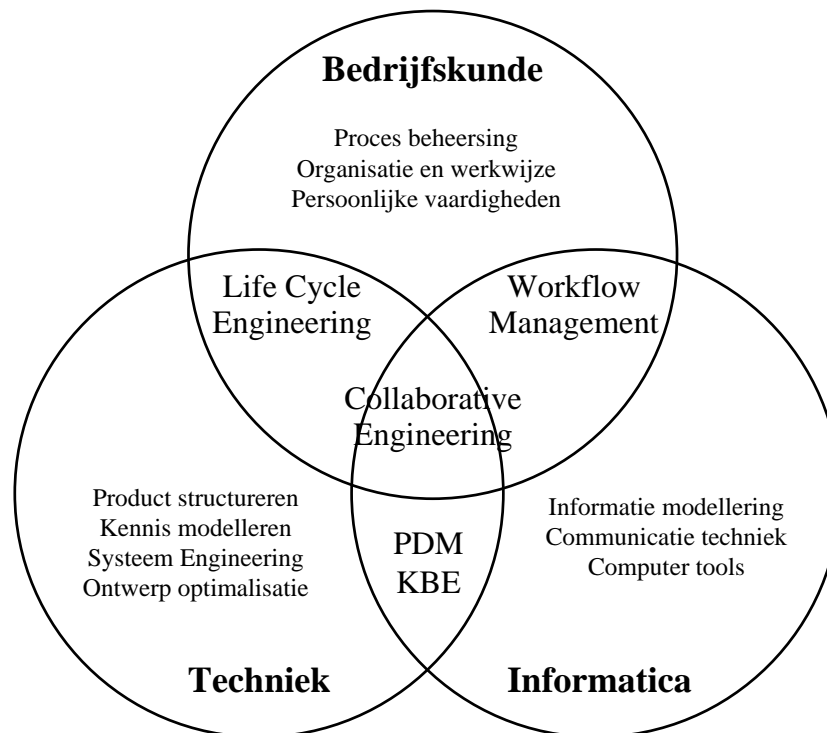 Bedrijfskunde
Proces beheersing
Organisatie en werkwijze
Persoonlijke vaardigheden
Life Cycle
Engineering
Workflow
Management
Collaborative
Engineering
Product structureren
Kennis modelleren
Systeem Engineering
Ontwerp optimalisatie
PDM
KBE
Informatie modellering
Communicatie techniek
Computer tools
Techniek
Informatica